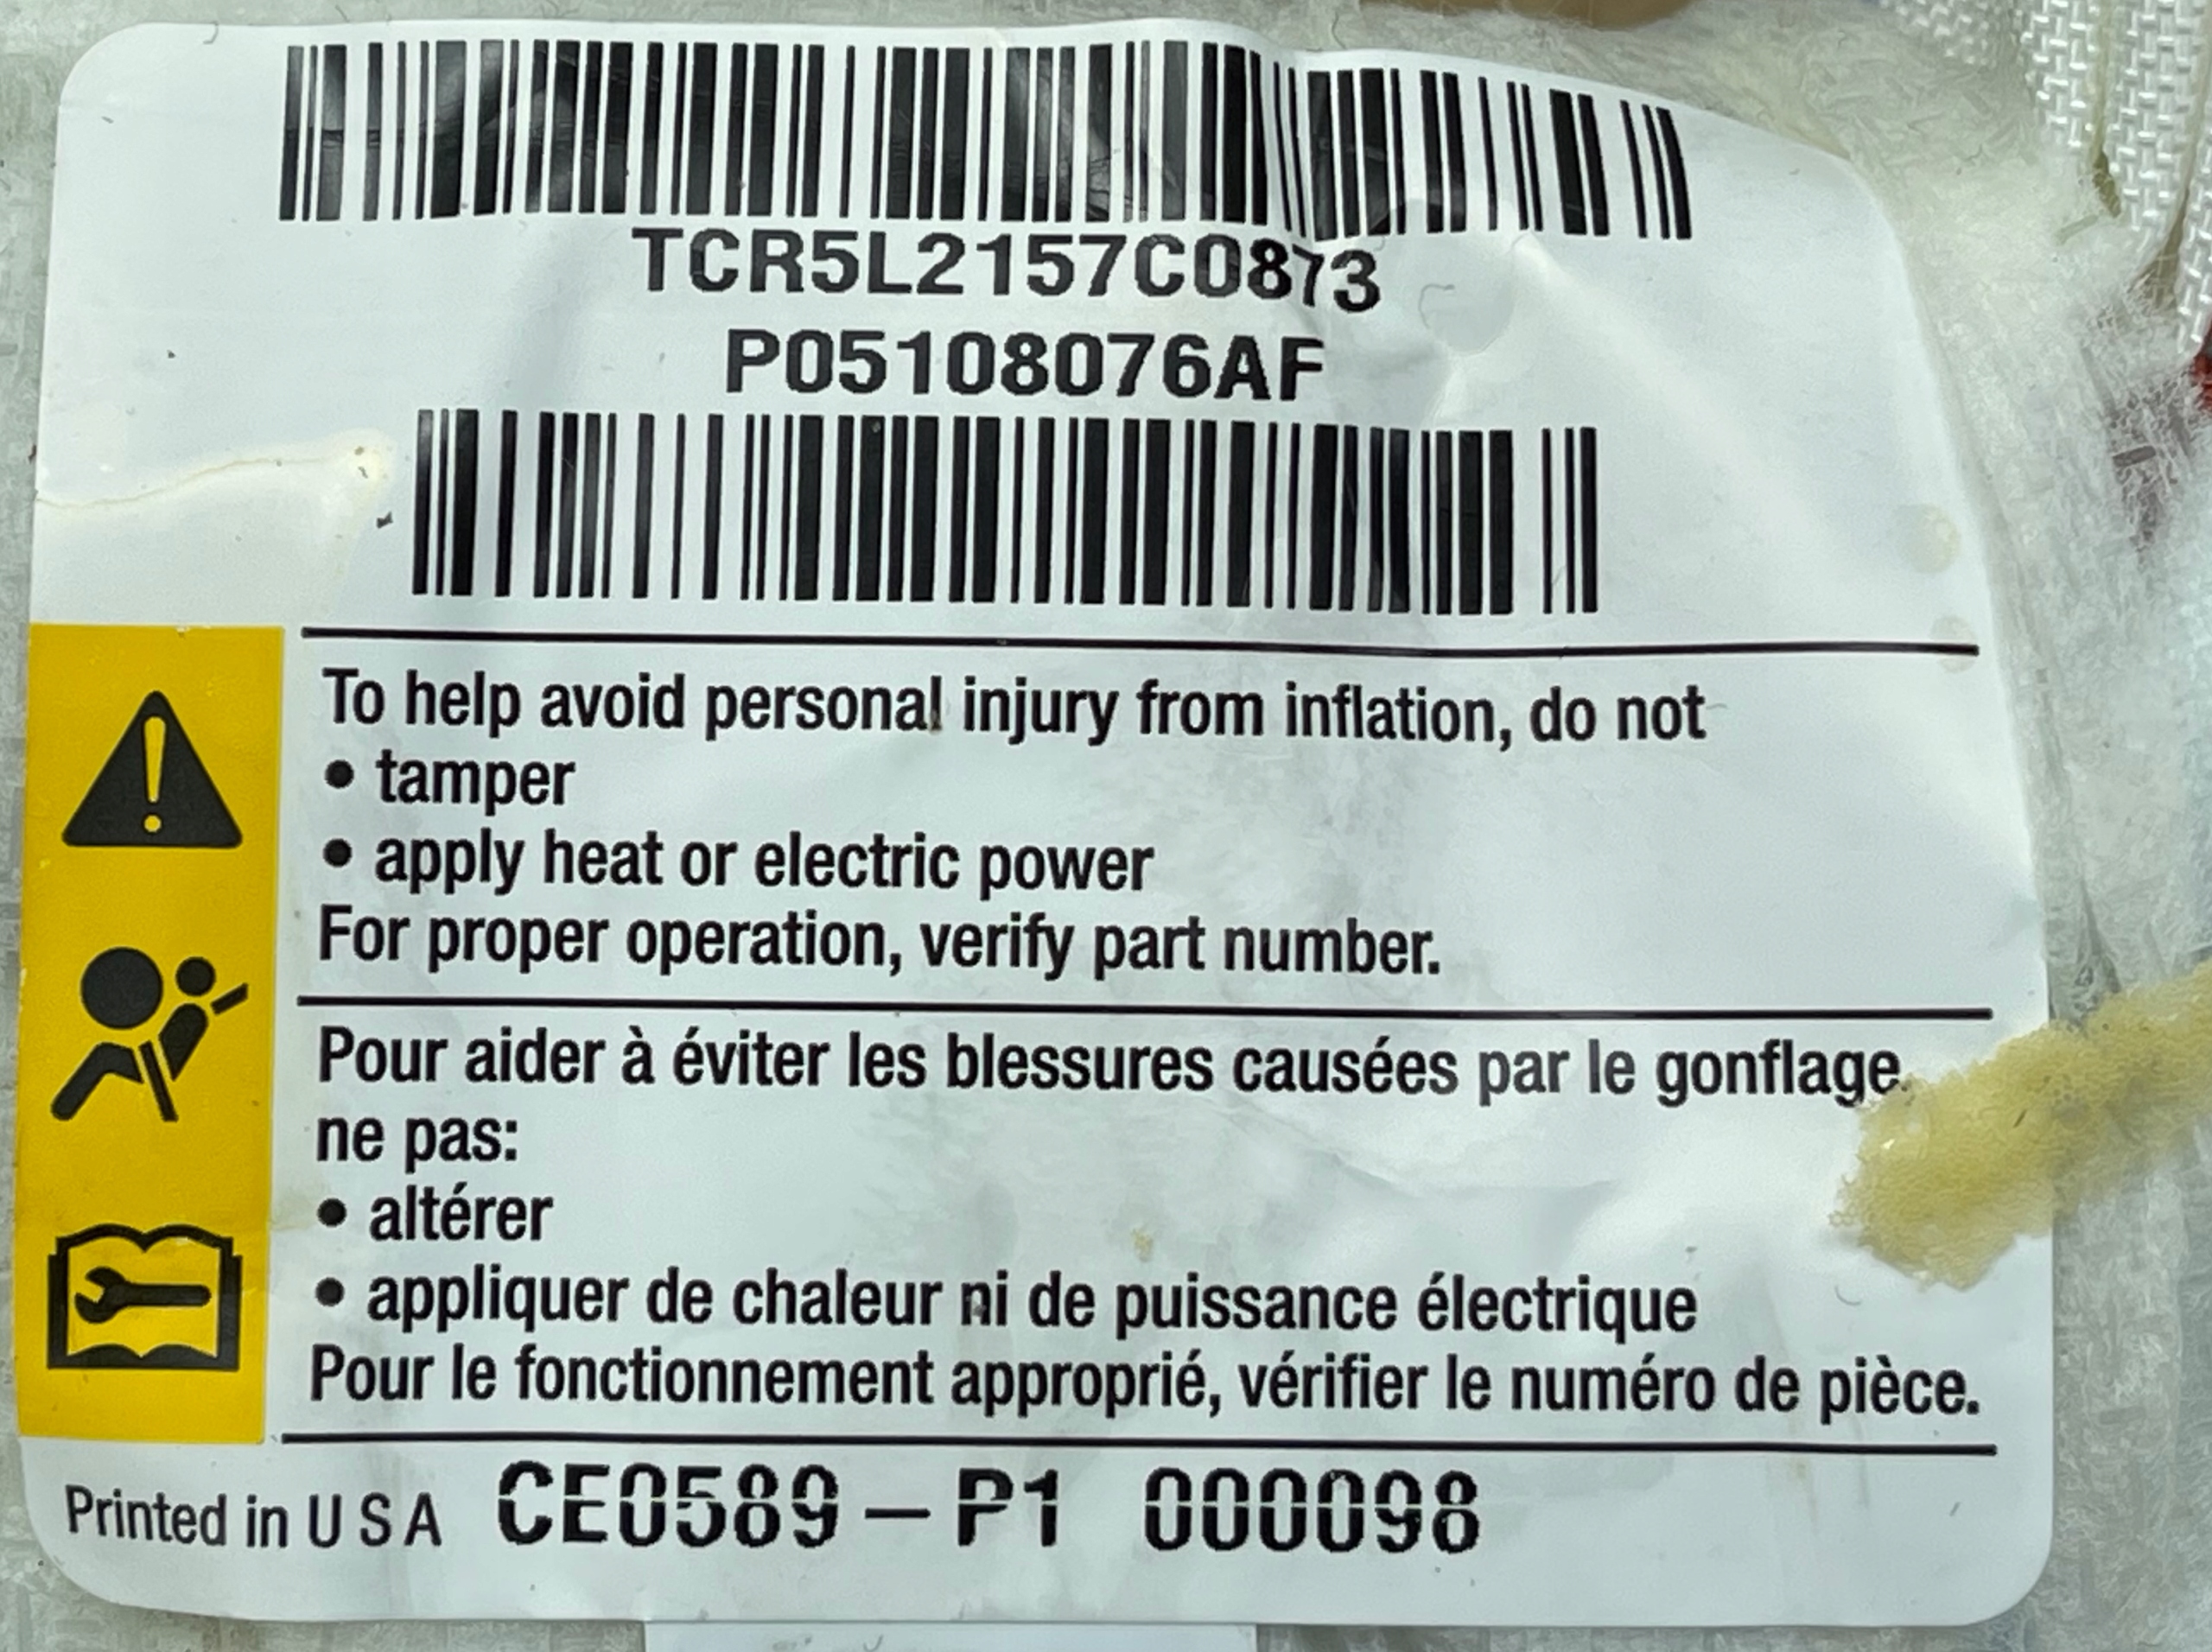 TCR5L2157C0873
P05108076AF
To help avoid personal injury from inflation, do not
• tamper
• apply heat or electric power
For proper operation, verify part number.
Pour aider à éviter les blessures causées par le gonflage,
ne pas:
• altérer
• appliquer de chaleur ni de puissance électrique
Pour le fonctionnement approprié, vérifier le numéro de pièce.
Printed in U S A CE0589 – P1 000098